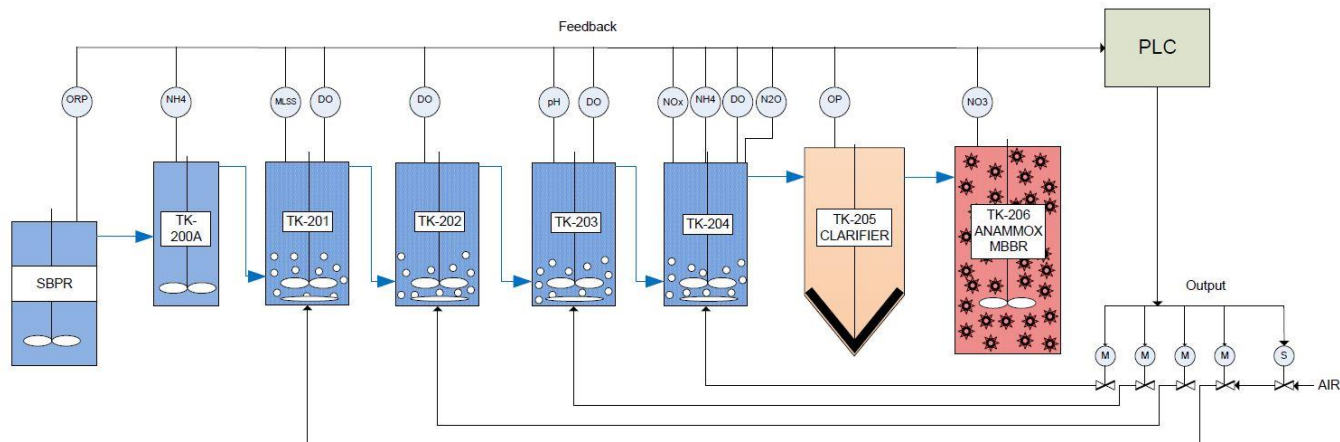 Feedback
PLC
ORP
NH4
MLSS
DO
DO
pH
DO
NOx
NH4
DO
N2O
OP
NO3
SBPR
TK-
200A
TK-201
TK-202
TK-203
TK-204
TK-205
CLARIFIER
TK-206
ANAMMOX
MBBR
Output
M
M
M
M
S
AIR